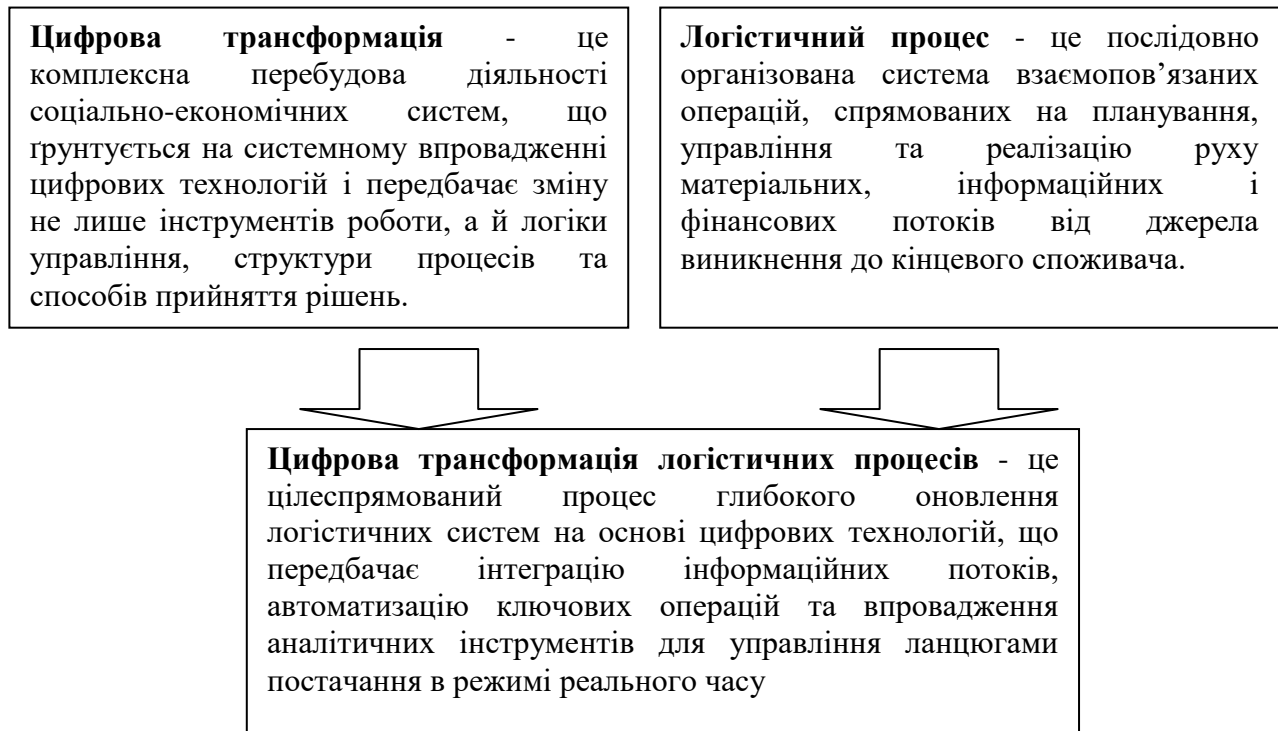 Цифрова трансформація - це
комплексна перебудова діяльності
соціально-економічних систем, що
ґрунтується на системному впровадженні
цифрових технологій і передбачає зміну
не лише інструментів роботи, а й логіки
управління, структури процесів та
способів прийняття рішень.
Логістичний процес - це послідовно
організована система взаємопов’язаних
операцій, спрямованих на планування,
управління та реалізацію руху
матеріальних, інформаційних і
фінансових потоків від джерела
виникнення до кінцевого споживача.
Цифрова трансформація логістичних процесів - це
цілеспрямований процес глибокого оновлення
логістичних систем на основі цифрових технологій, що
передбачає інтеграцію інформаційних потоків,
автоматизацію ключових операцій та впровадження
аналітичних інструментів для управління ланцюгами
постачання в режимі реального часу